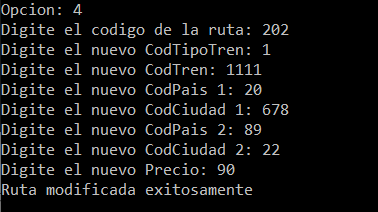 Opcion: 4
Digite el codigo de la ruta: 202
Digite el nuevo CodTipoTren: 1
Digite el nuevo CodTren: 1111
Digite el nuevo CodPais 1: 20
Digite el nuevo CodCiudad 1: 678
Digite el nuevo CodPais 2: 89
Digite el nuevo CodCiudad 2: 22
Digite el nuevo Precio: 90
Ruta modificada exitosamente